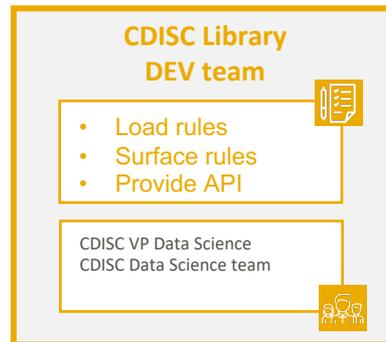 CDISC Library
DEV team
• Load rules
• Surface rules
• Provide API
CDISC VP Data Science
CDISC Data Science team